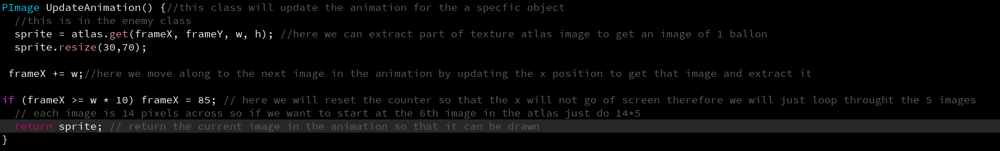 PImage UpdateAnimation() {//this class will update the animation for the a specfic object
//this is in the enemy class
sprite = atlas.get(frameX, frameY, w, h); //here we can extract part of texture atlas image to get an image of 1 ballon
sprite.resize(30,70);
frameX += w;//here we move along to the next image in the animation by updating the x position to get that image and extract it
if (frameX >= w * 10) frameX = 85; // here we will reset the counter so that the x will not go of screen therefore we will just loop throught the 5 images
// each image is 14 pixels across so if we want to start at the 6th image in the atlas just do 14*5
return sprite; // return the current image in the animation so that it can be drawn
}